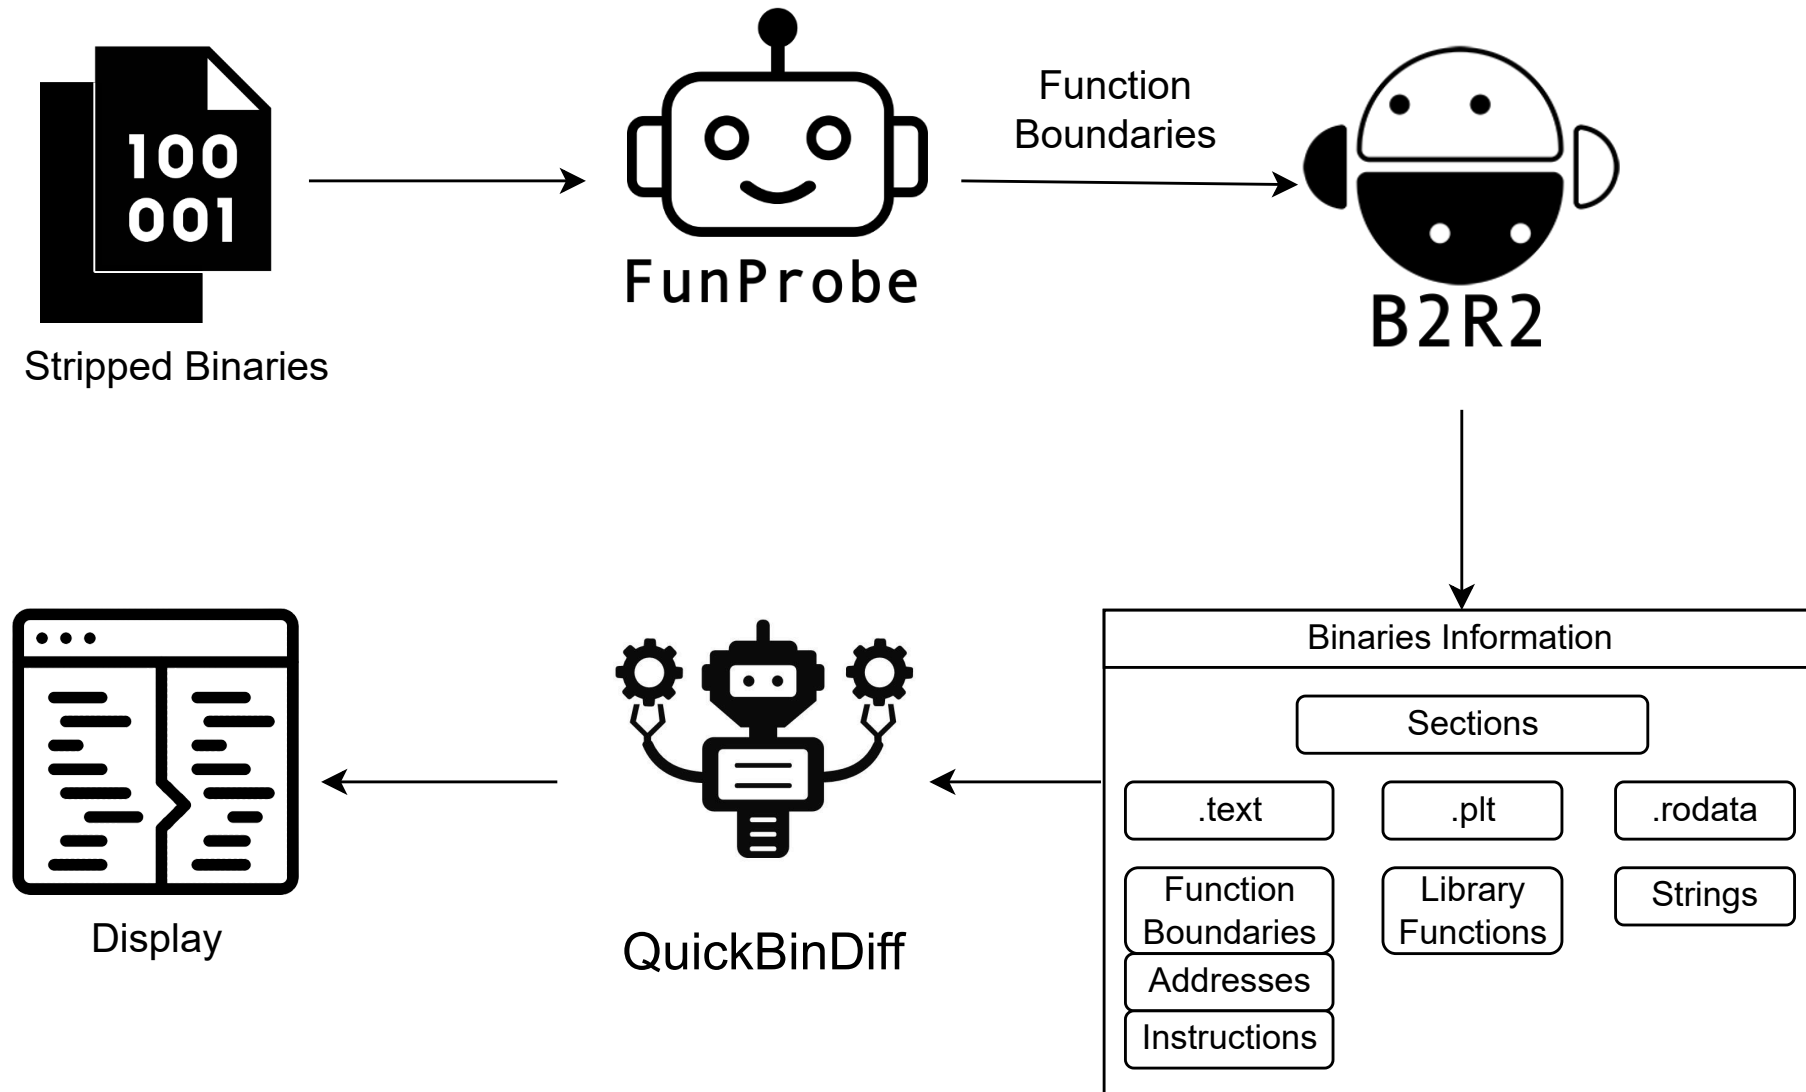 100
001
Stripped Binaries
FunProbe
Function
Boundaries
B2R2
Binaries Information
Sections
.text
.plt
.rodata
Function
Boundaries
Addresses
Instructions
Library
Functions
Strings
QuickBinDiff
Display